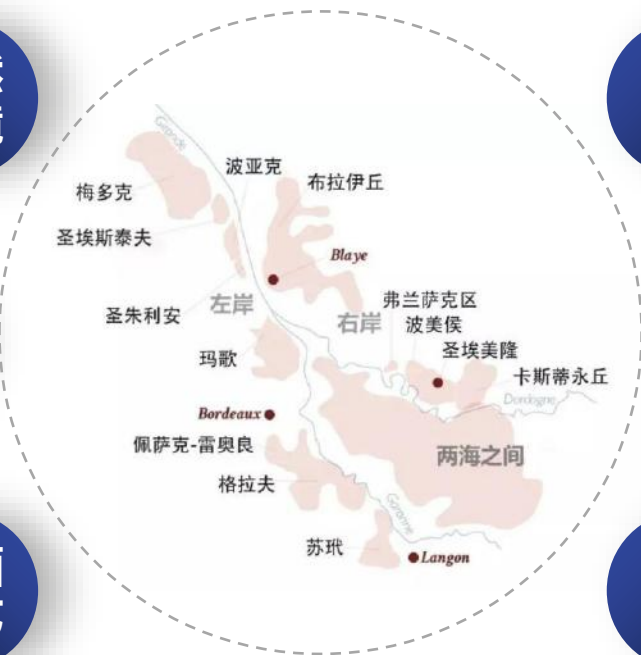 Gironde
波亚克
布拉伊丘
梅多克
圣埃斯泰夫
Blaye
弗兰萨克区
左岸
圣朱利安
右岸
波美侯
圣埃美隆
玛歌
卡斯蒂永丘
Dordogne
Bordeaux
佩萨克-雷奥良
两海之间
格拉夫
Garonne
苏玳
Langon